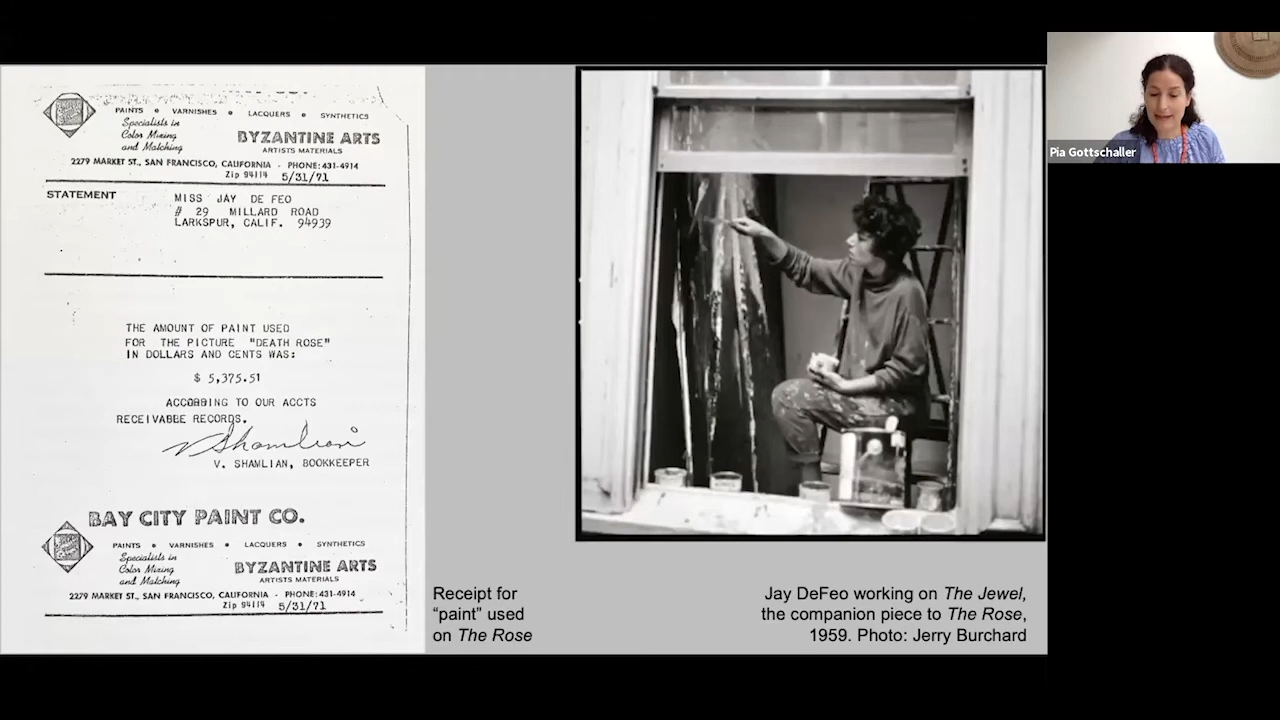 PAINTS • VARNISHES • LACQUERS • SYNTHETICS
Specialists in
Color Mixing
and Matching
BYZANTINE ARTS
ARTISTS MATERIALS
2279 MARKET ST., SAN FRANCISCO, CALIFORNIA - PHONE: 431-4914
Zip 94114 5/31/71
STATEMENT
MISS JAY DE FEO
# 29 MILLARD ROAD
LARKSPUR, CALIF. 94939
THE AMOUNT OF PAINT USED
FOR THE PICTURE "DEATH ROSE"
IN DOLLARS AND CENTS WAS:
$ 5,375.51
ACCORDING TO OUR ACCTS
RECEIVABLE RECORDS.
V Shamlian
V. SHAMLIAN, BOOKKEEPER
BAY CITY PAINT CO.
PAINTS • VARNISHES • LACQUERS • SYNTHETICS
Specialists in
Color Mixing
and Matching
BYZANTINE ARTS
ARTISTS MATERIALS
2279 MARKET ST., SAN FRANCISCO, CALIFORNIA - PHONE: 431-4914
Zip 94114 5/31/71
Receipt for
“paint” used
on The Rose
Jay DeFeo working on The Jewel,
the companion piece to The Rose,
1959. Photo: Jerry Burchard
Pia Gottschaller